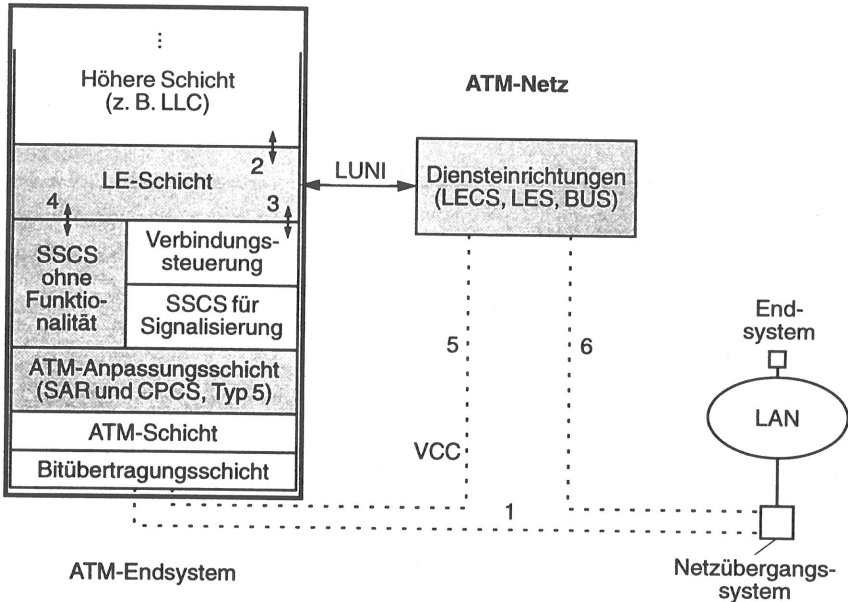 ⋮
Höhere Schicht
(z. B. LLC)
2
LE-Schicht
4
3
SSCS
ohne
Funktio-
nalität
Verbindungs-
steuerung
SSCS für
Signalisierung
ATM-Anpassungsschicht
(SAR und CPCS, Typ 5)
ATM-Schicht
Bitübertragungsschicht
ATM-Endsystem
LUNI
ATM-Netz
Diensteinrichtungen
(LECS, LES, BUS)
5
6
VCC
1
End-
system
LAN
Netzübergangs-
system